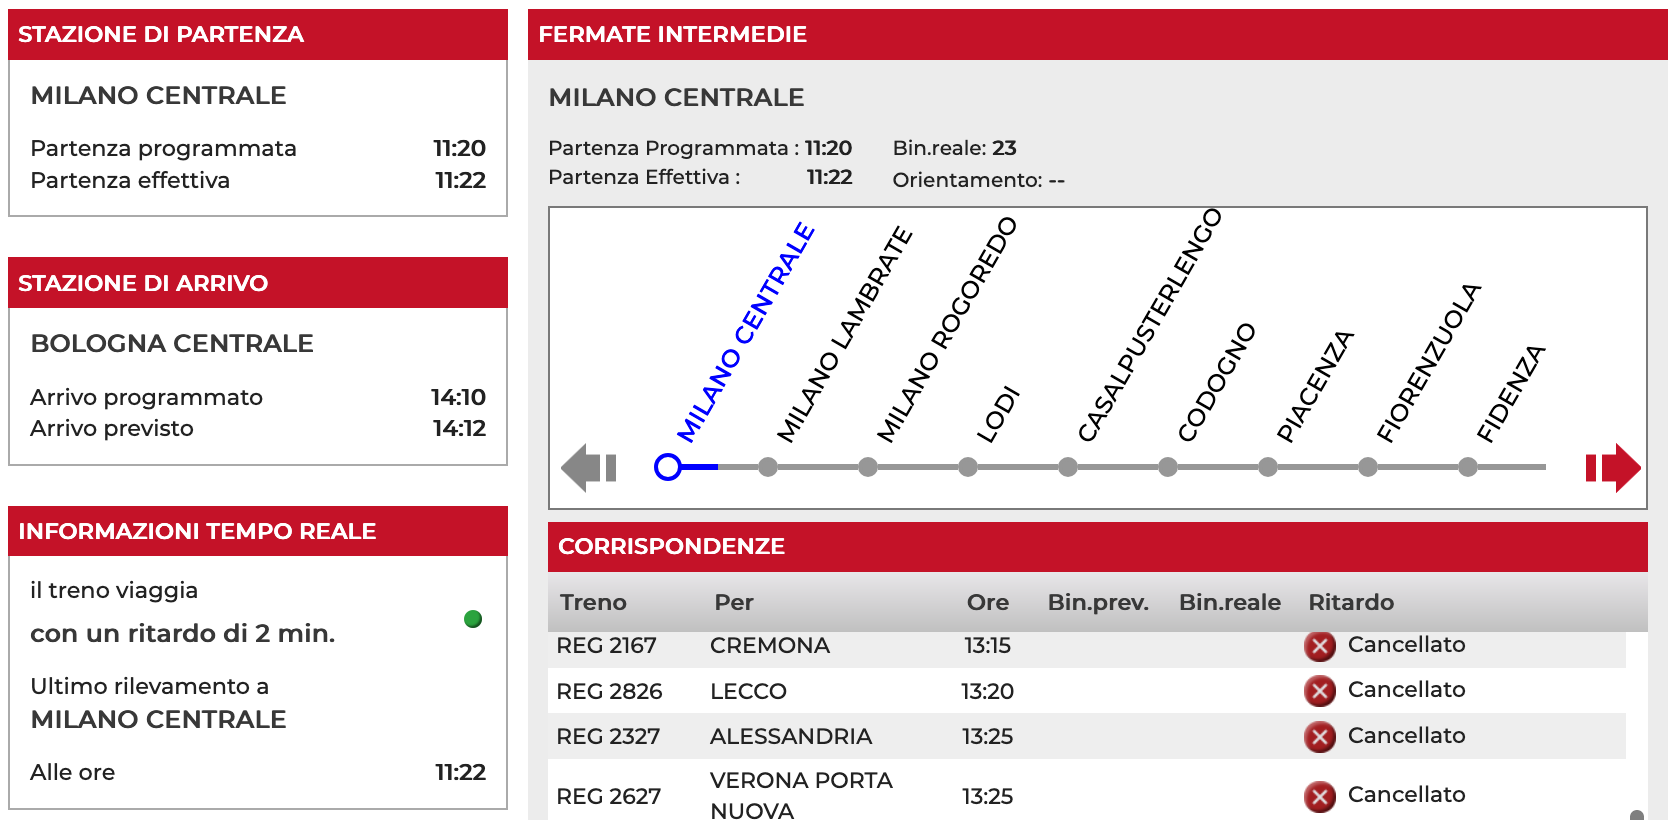 STAZIONE DI PARTENZA
MILANO CENTRALE
Partenza programmata 11:20
Partenza effettiva 11:22
STAZIONE DI ARRIVO
BOLOGNA CENTRALE
Arrivo programmato 14:10
Arrivo previsto 14:12
INFORMAZIONI TEMPO REALE
il treno viaggia
con un ritardo di 2 min.
Ultimo rilevamento a
MILANO CENTRALE
Alle ore 11:22
FERMATE INTERMEDIE
MILANO CENTRALE
Partenza Programmata : 11:20 Bin.reale: 23
Partenza Effettiva : 11:22 Orientamento: --
MILANO CENTRALE
MILANO LAMBRATE
MILANO ROGOREDO
LODI
CASALPUSTERLENGO
CODOGNO
PIACENZA
FIORENZUOLA
FIDENZA
CORRISPONDENZE
Treno Per Ore Bin.prev. Bin.reale Ritardo
REG 2167 CREMONA 13:15 Cancellato
REG 2826 LECCO 13:20 Cancellato
REG 2327 ALESSANDRIA 13:25 Cancellato
REG 2627 VERONA PORTA NUOVA 13:25 Cancellato